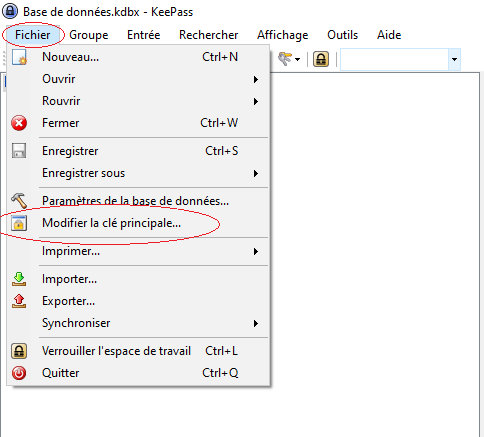 Base de données.kdbx - KeePass
Fichier Groupe Entrée Rechercher Affichage Outils Aide
Nouveau... Ctrl+N
Ouvrir
Rouvrir
Fermer Ctrl+W
Enregistrer Ctrl+S
Enregistrer sous
Paramètres de la base de données...
Modifier la clé principale...
Imprimer...
Importer...
Exporter...
Synchroniser
Verrouiller l'espace de travail Ctrl+L
Quitter Ctrl+Q